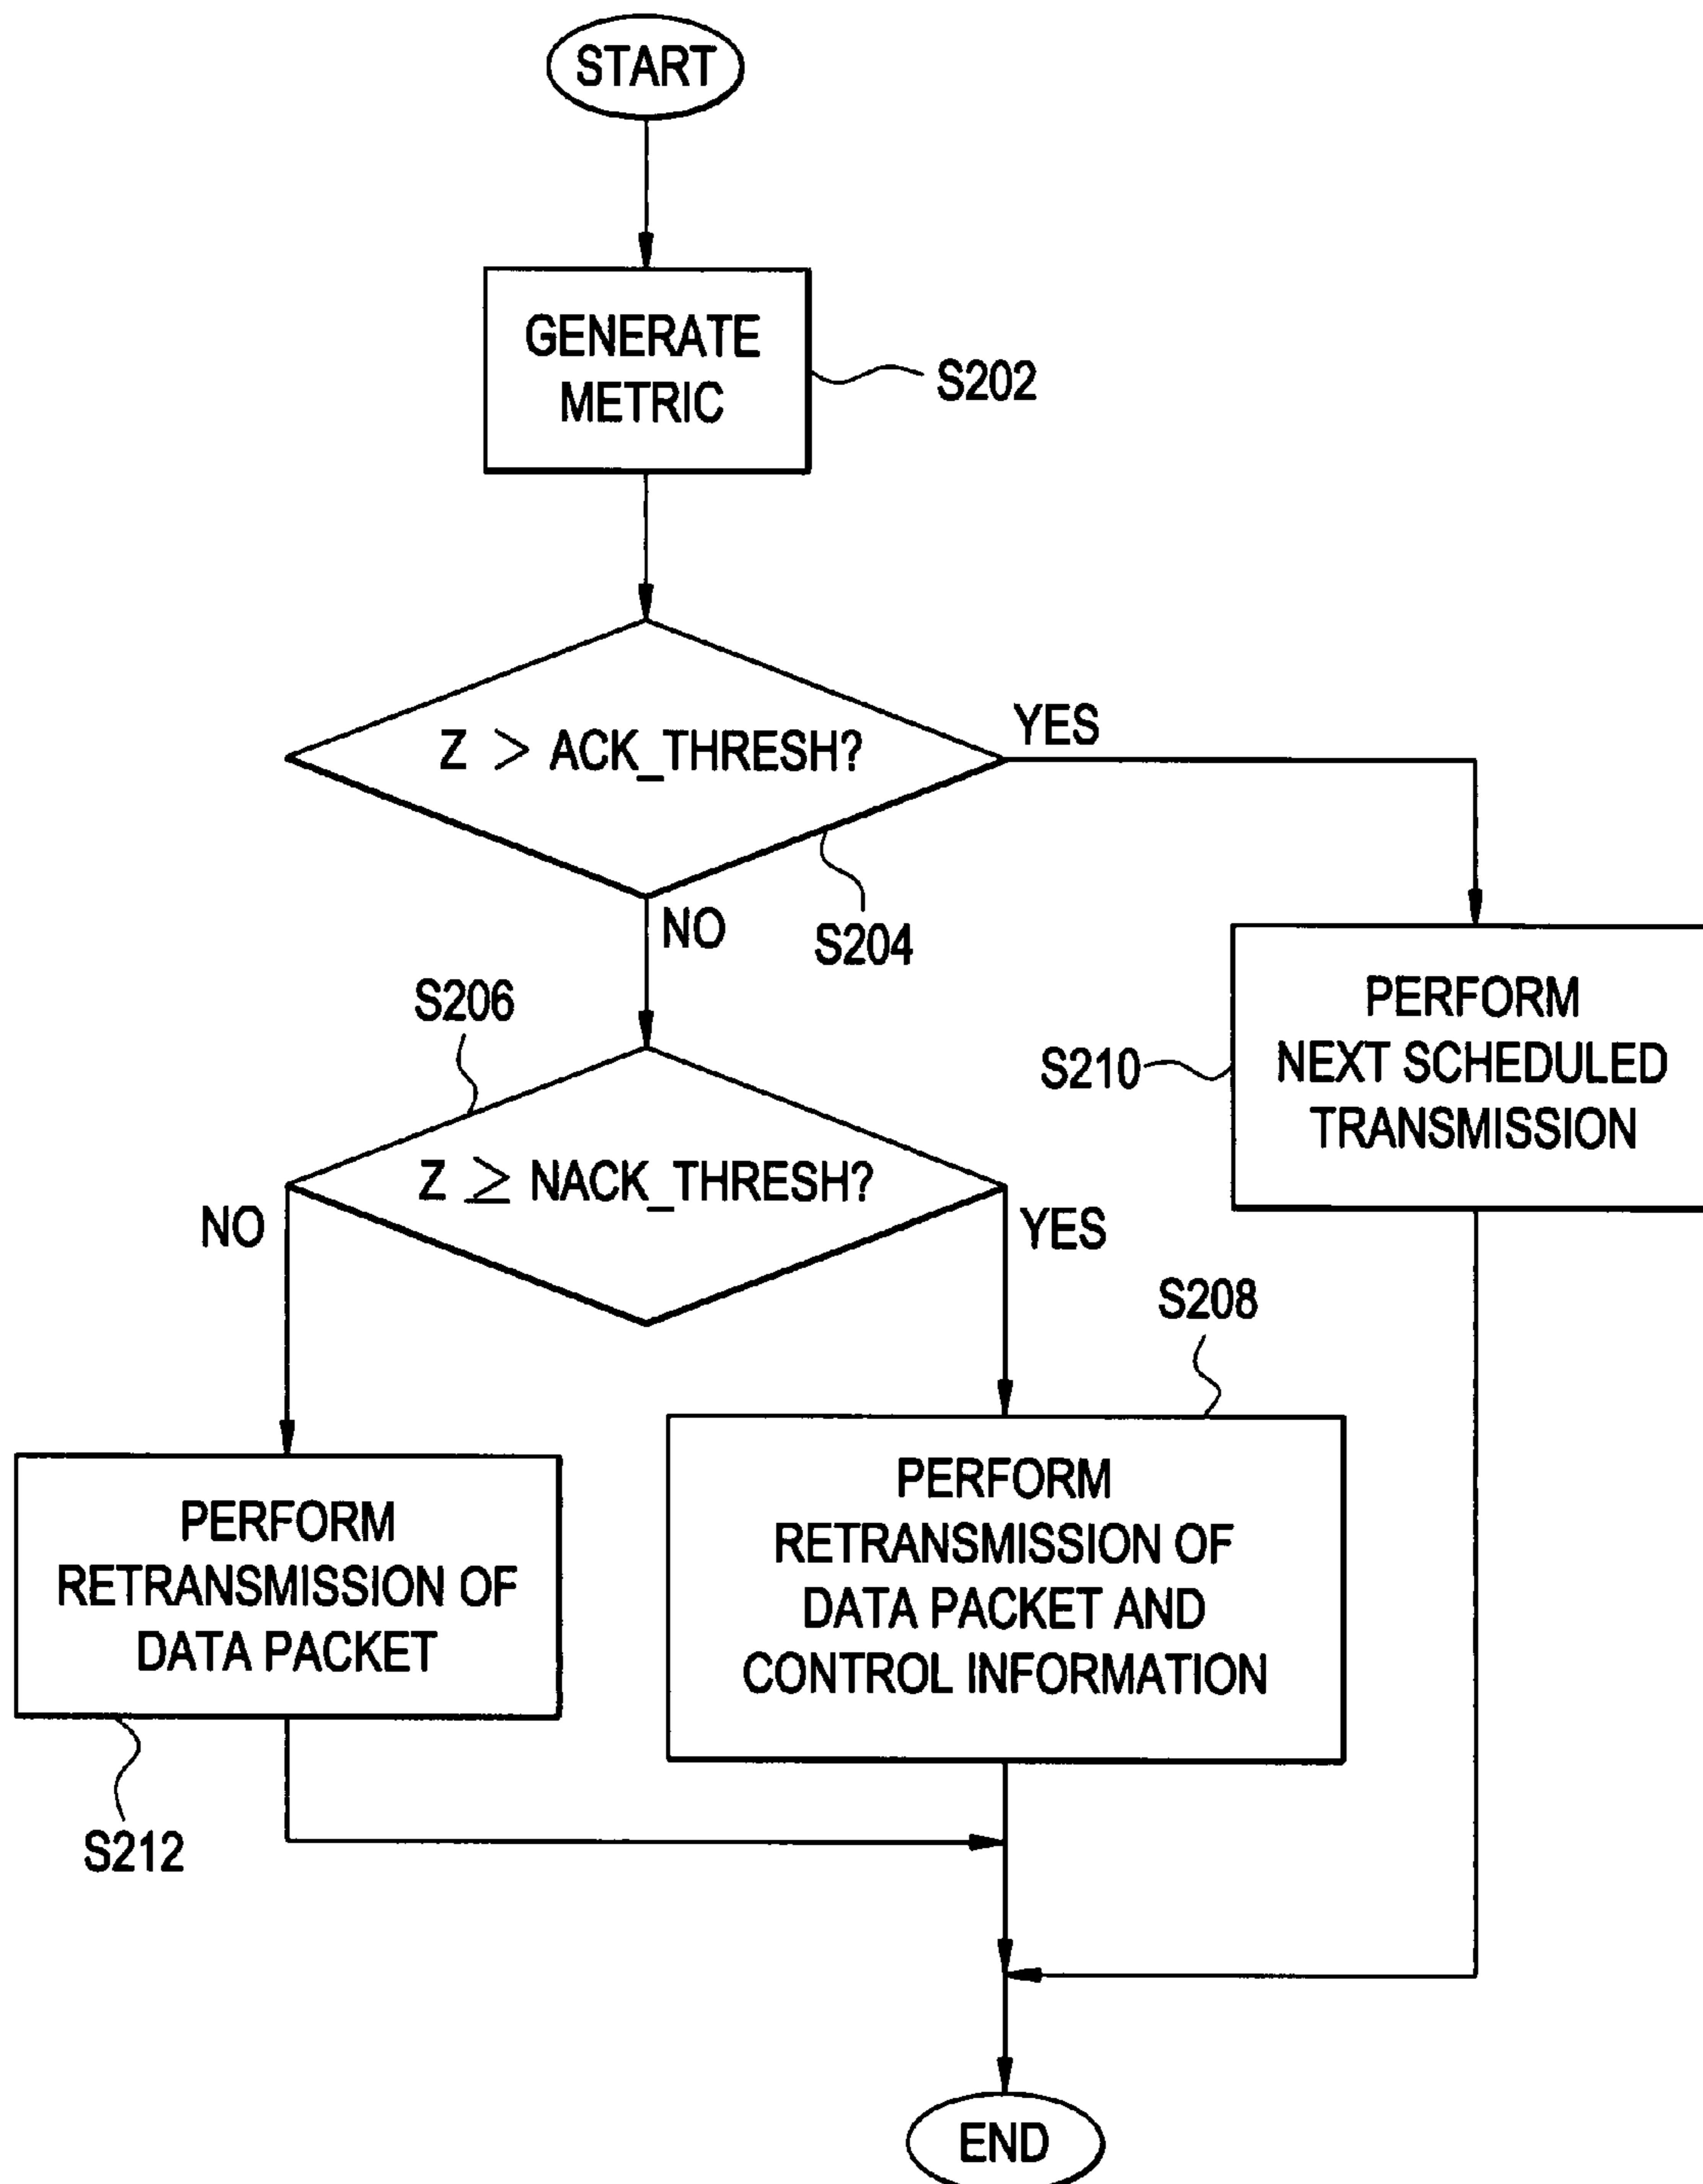 START
GENERATE
METRIC
S202
Z > ACK_THRESH?
YES
NO
S204
S206
PERFORM
NEXT SCHEDULED
TRANSMISSION
S210
Z ≥ NACK_THRESH?
NO
YES
S208
PERFORM
RETRANSMISSION OF
DATA PACKET
PERFORM
RETRANSMISSION OF
DATA PACKET AND
CONTROL INFORMATION
S212
END